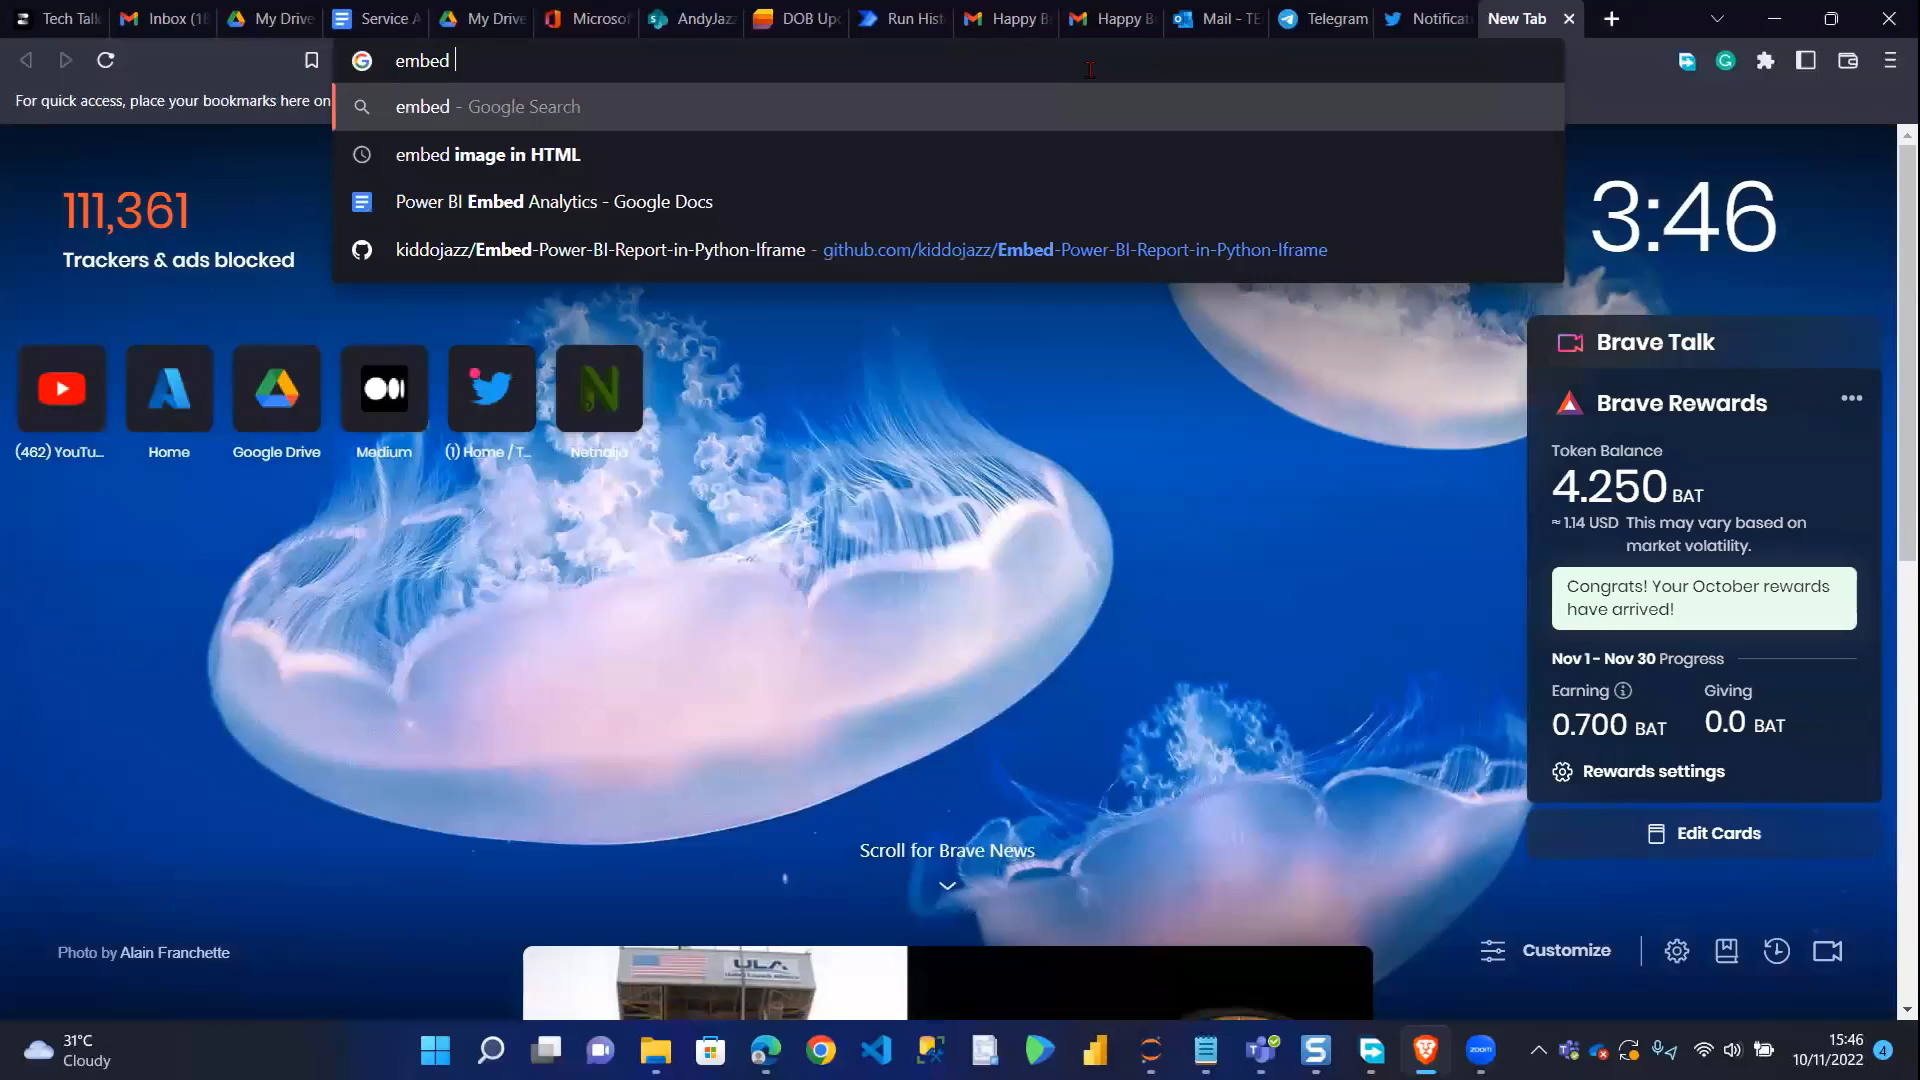 Tech Talk
Inbox (1
My Drive
Service A
My Drive
Microsof
AndyJaz
DOB Up
Run Hist
Happy B
Happy B
Mail - TE
Telegram
Notificat
New Tab
embed
For quick access, place your bookmarks here on
embed - Google Search
embed image in HTML
Power BI Embed Analytics - Google Docs
kiddojazz/Embed-Power-BI-Report-in-Python-Iframe - github.com/kiddojazz/Embed-Power-BI-Report-in-Python-Iframe
111,361
Trackers & ads blocked
3:46
(462) YouTu...
Home
Google Drive
Medium
(1) Home / T...
Netnaija
Brave Talk
Brave Rewards
Token Balance
4.250 BAT
≈ 1.14 USD This may vary based on
market volatility.
Congrats! Your October rewards
have arrived!
Nov 1 - Nov 30 Progress
Earning
Giving
0.700 BAT
0.0 BAT
Rewards settings
Edit Cards
Scroll for Brave News
Photo by Alain Franchette
Customize
ULA
31°C
Cloudy
zoom
15:46
10/11/2022
4